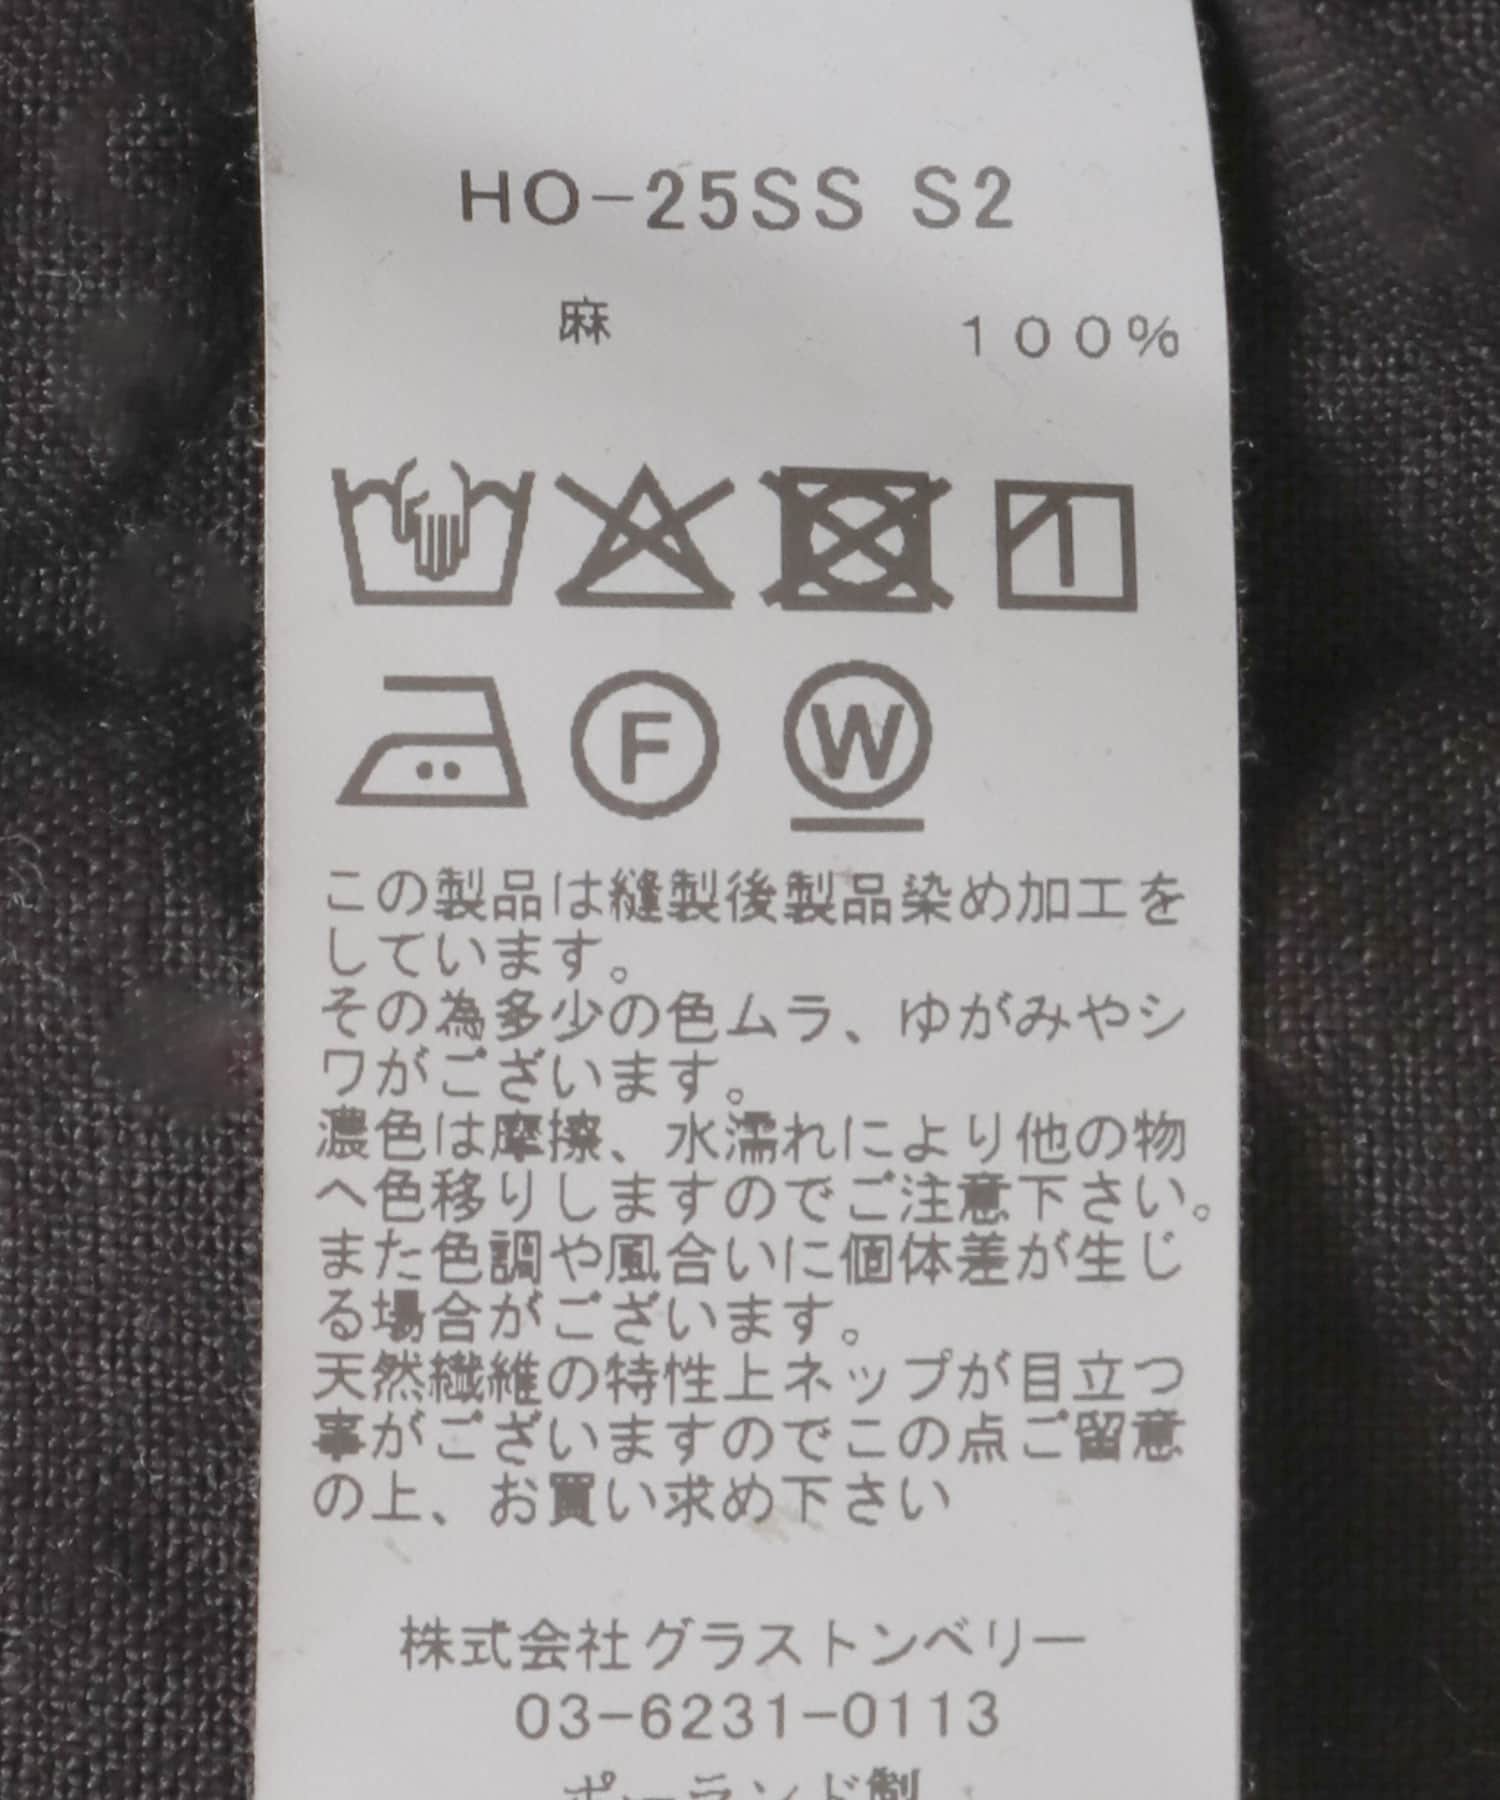 HO-25SS S2
麻 100%
F W
この製品は縫製後製品染め加工を
しています。
その為多少の色ムラ、ゆがみやシ
ワがございます。
濃色は摩擦、水濡れにより他の物
へ色移りしますのでご注意下さい。
また色調や風合いに個体差が生じ
る場合がございます。
天然繊維の特性上ネップが目立つ
事がございますのでこの点ご留意
の上、お買い求め下さい
株式会社グラストンベリー
03-6231-0113
ポーランド製